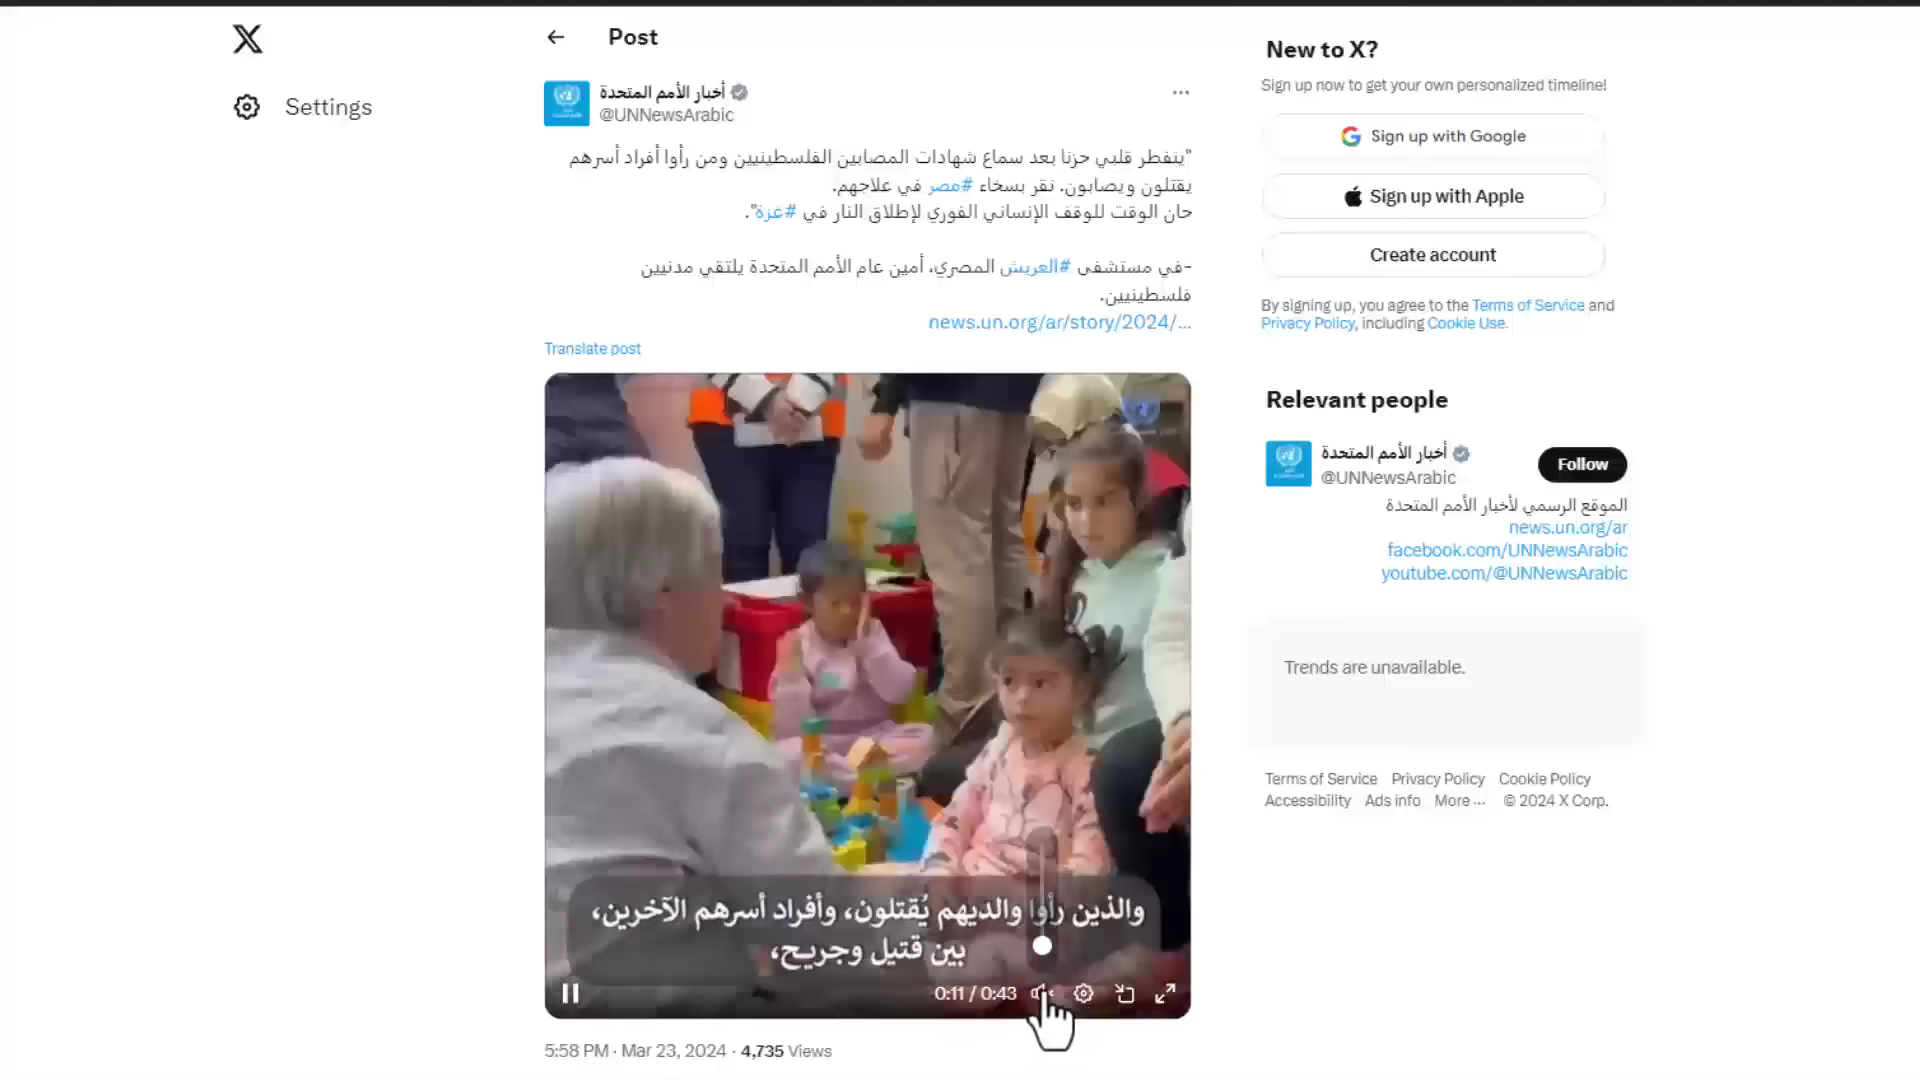 Post
Settings
أخبار الأمم المتحدة
@UNNewsArabic
"ينفطر قلبي حزنا بعد سماع شهادات المصابين الفلسطينيين ومن رأوا أفراد أسرهم
يقتلون ويصابون. نقر بسخاء #مصر في علاجهم.
حان الوقت للوقف الإنساني الفوري لإطلاق النار في #غزة".
-في مستشفى #العريش المصري، أمين عام الأمم المتحدة يلتقي مدنيين
فلسطينيين.
news.un.org/ar/story/2024/…
Translate post
والذين رأوا والديهم يُقتلون، وأفراد أسرهم الآخرين،
بين قتيل وجريح،
0:11 / 0:43
5:58 PM · Mar 23, 2024 · 4,735 Views
New to X?
Sign up now to get your own personalized timeline!
Sign up with Google
Sign up with Apple
Create account
By signing up, you agree to the Terms of Service and
Privacy Policy, including Cookie Use.
Relevant people
أخبار الأمم المتحدة
@UNNewsArabic
Follow
الموقع الرسمي لأخبار الأمم المتحدة
news.un.org/ar
facebook.com/UNNewsArabic
youtube.com/@UNNewsArabic
Trends are unavailable.
Terms of Service Privacy Policy Cookie Policy
Accessibility Ads info More ··· © 2024 X Corp.